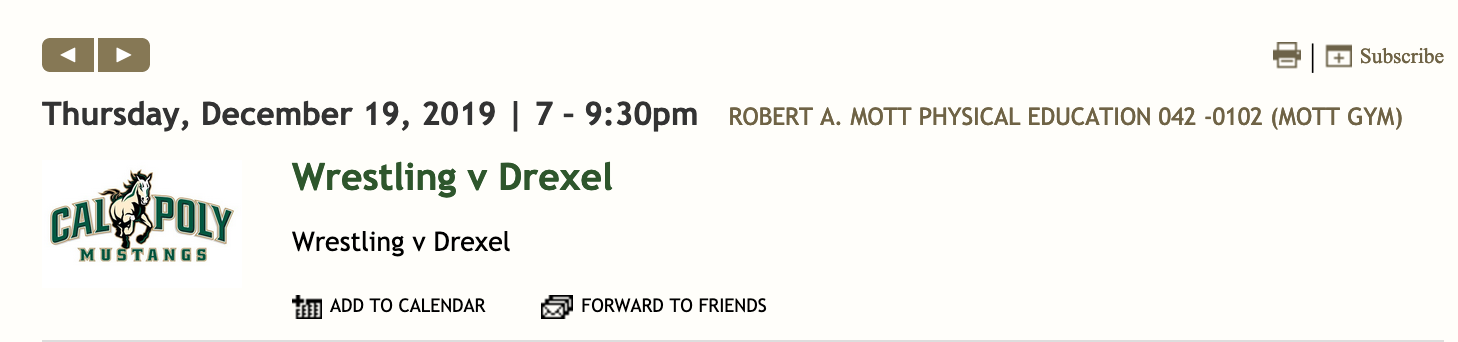 Subscribe
Thursday, December 19, 2019 | 7 – 9:30pm ROBERT A. MOTT PHYSICAL EDUCATION 042 -0102 (MOTT GYM)
CAL POLY
MUSTANGS
Wrestling v Drexel
Wrestling v Drexel
ADD TO CALENDAR FORWARD TO FRIENDS